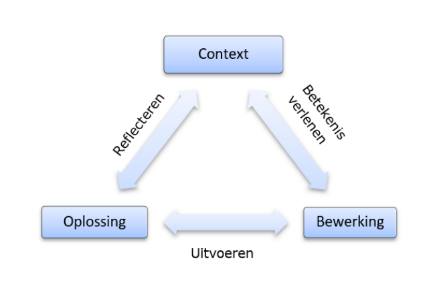 Context
Reflecteren
Betekenis
verlenen
Oplossing
Bewerking
Uitvoeren